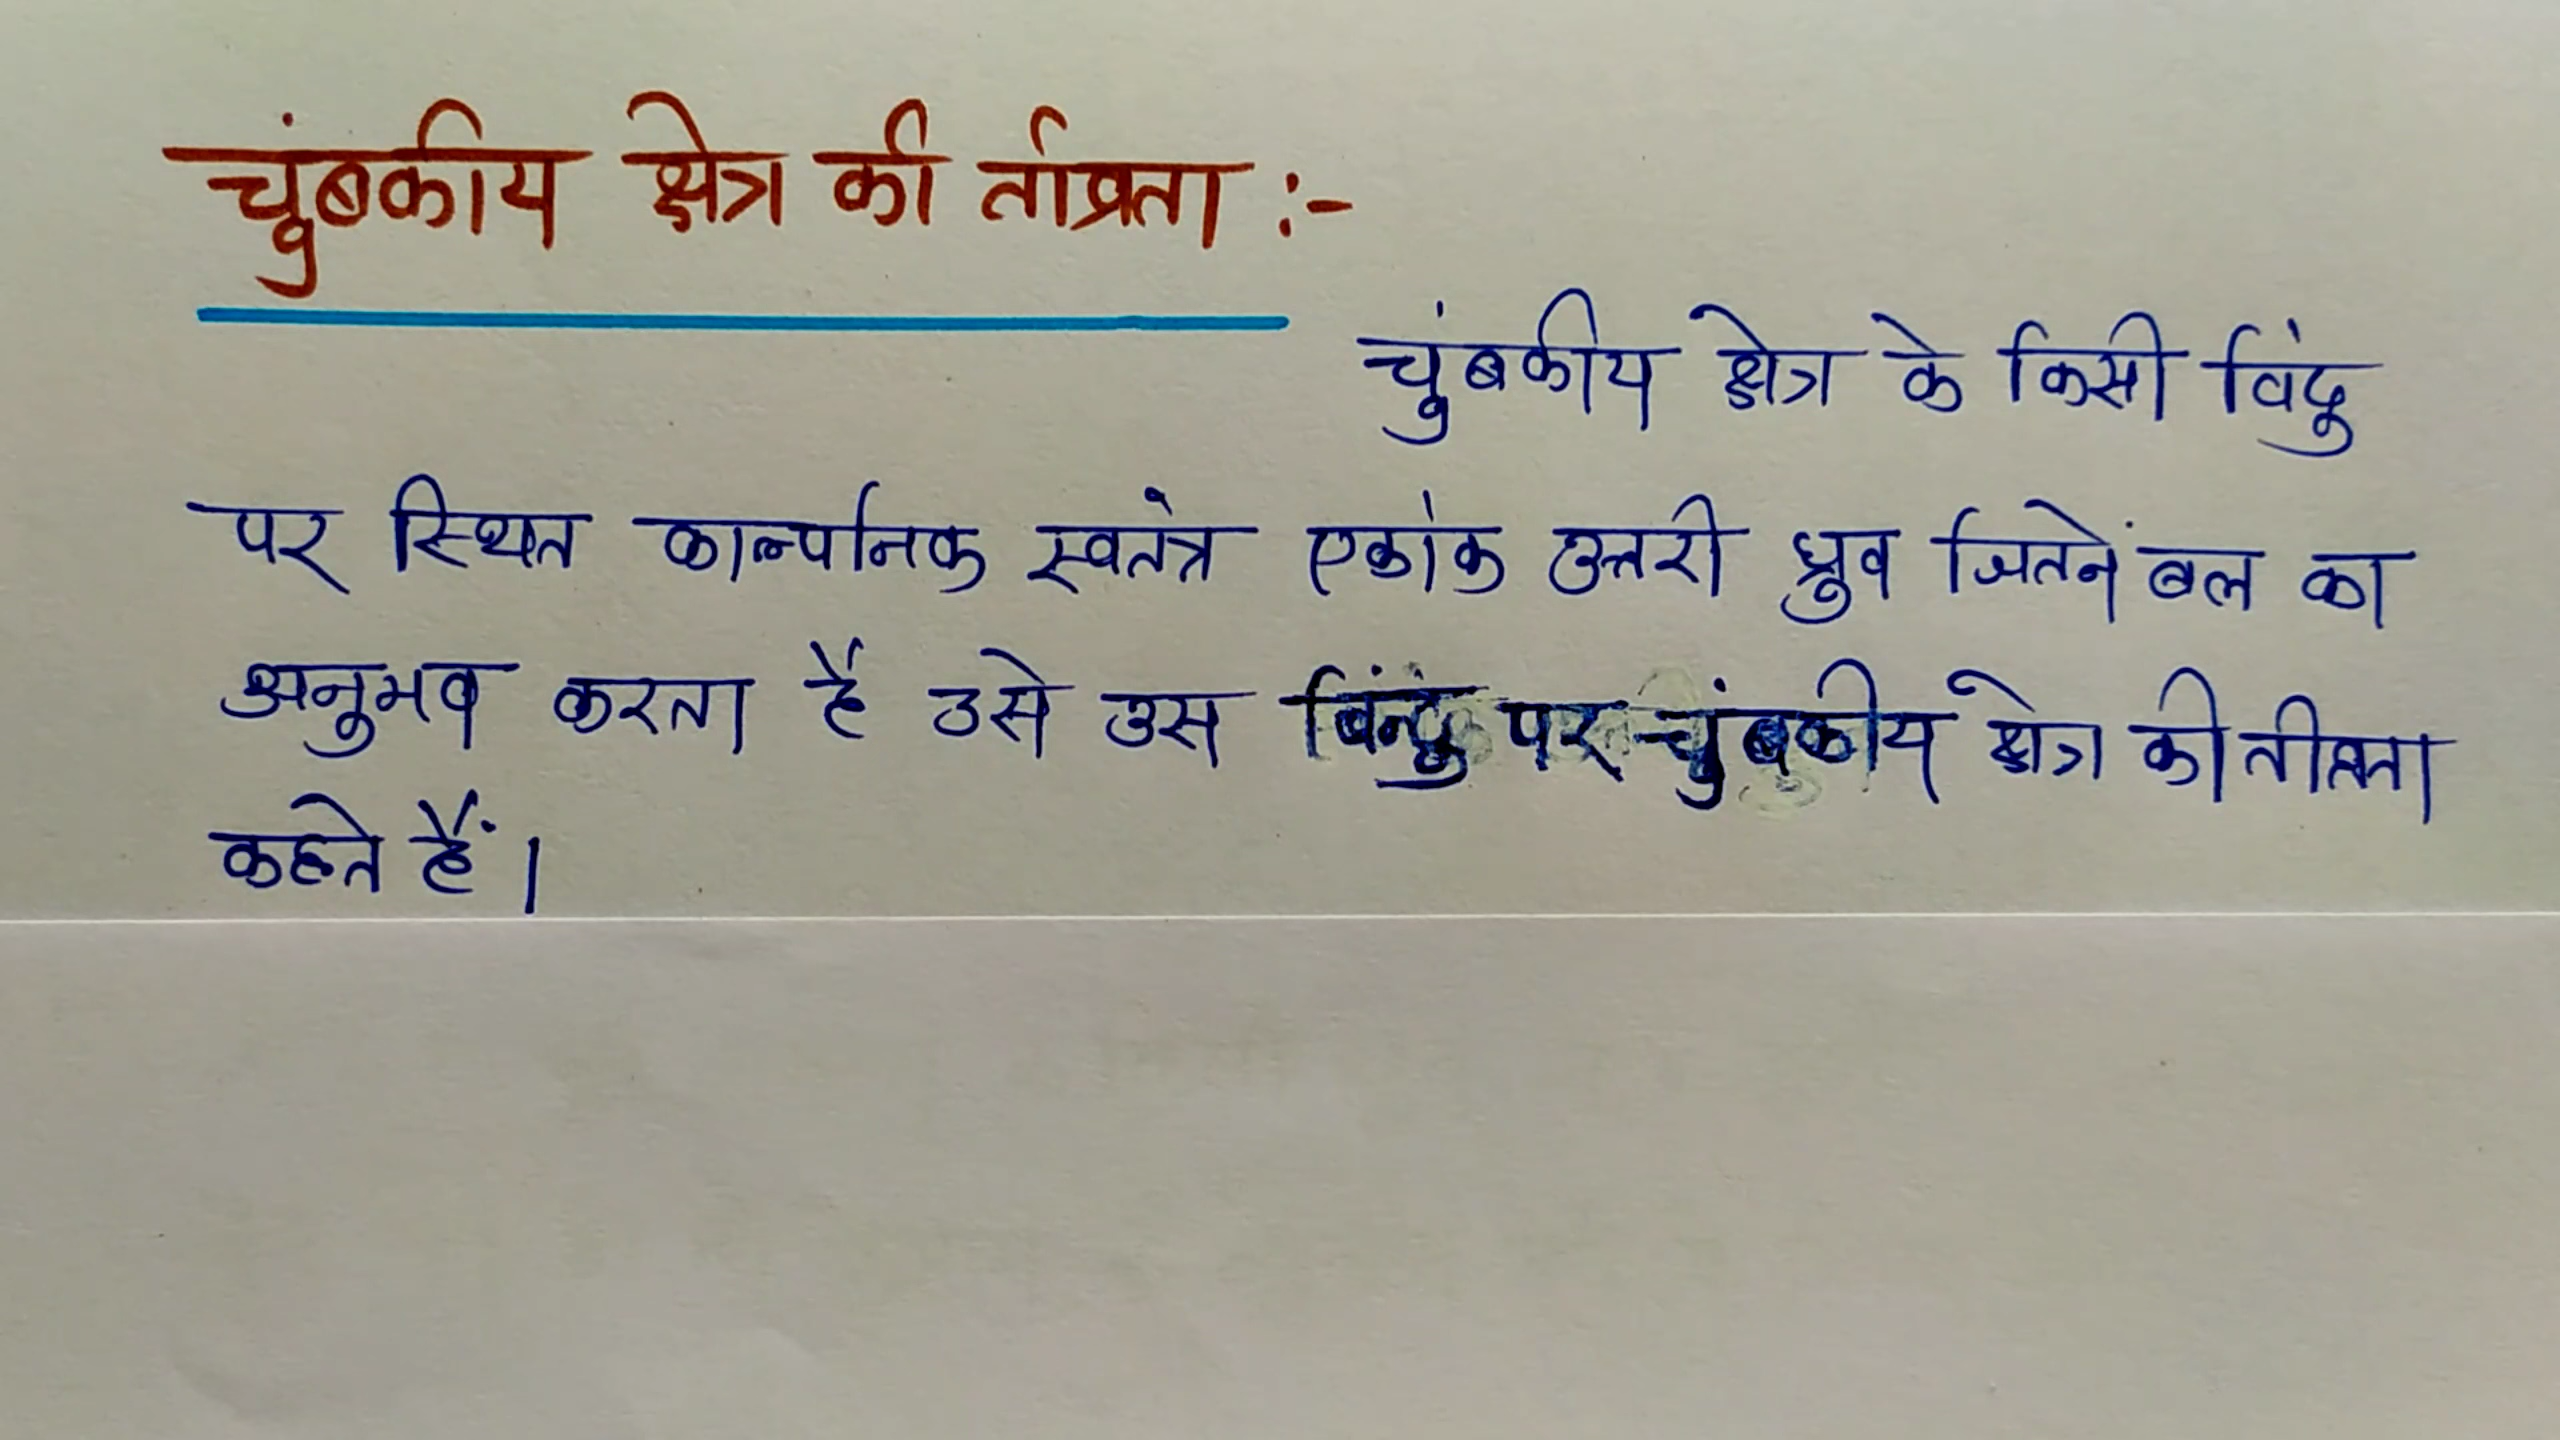 चुंबकीय क्षेत्र की तीव्रता :-
चुंबकीय क्षेत्र के किसी विंदु
पर स्थित काल्पनिक स्वतंत्र एकांक उत्तरी ध्रुव जितनें बल का
अनुभव करता है उसे उस बिंन्दु पर चुंबकीय क्षेत्र की तीव्रता
कहते हैं।